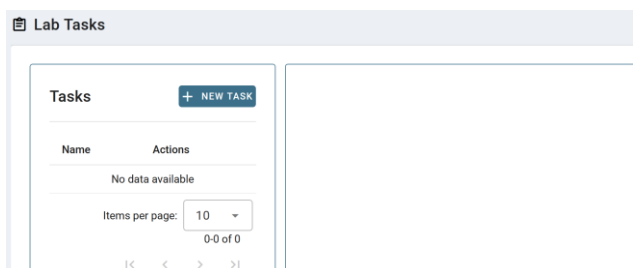 Lab Tasks
Tasks
+ NEW TASK
Name Actions
No data available
Items per page: 10
0-0 of 0